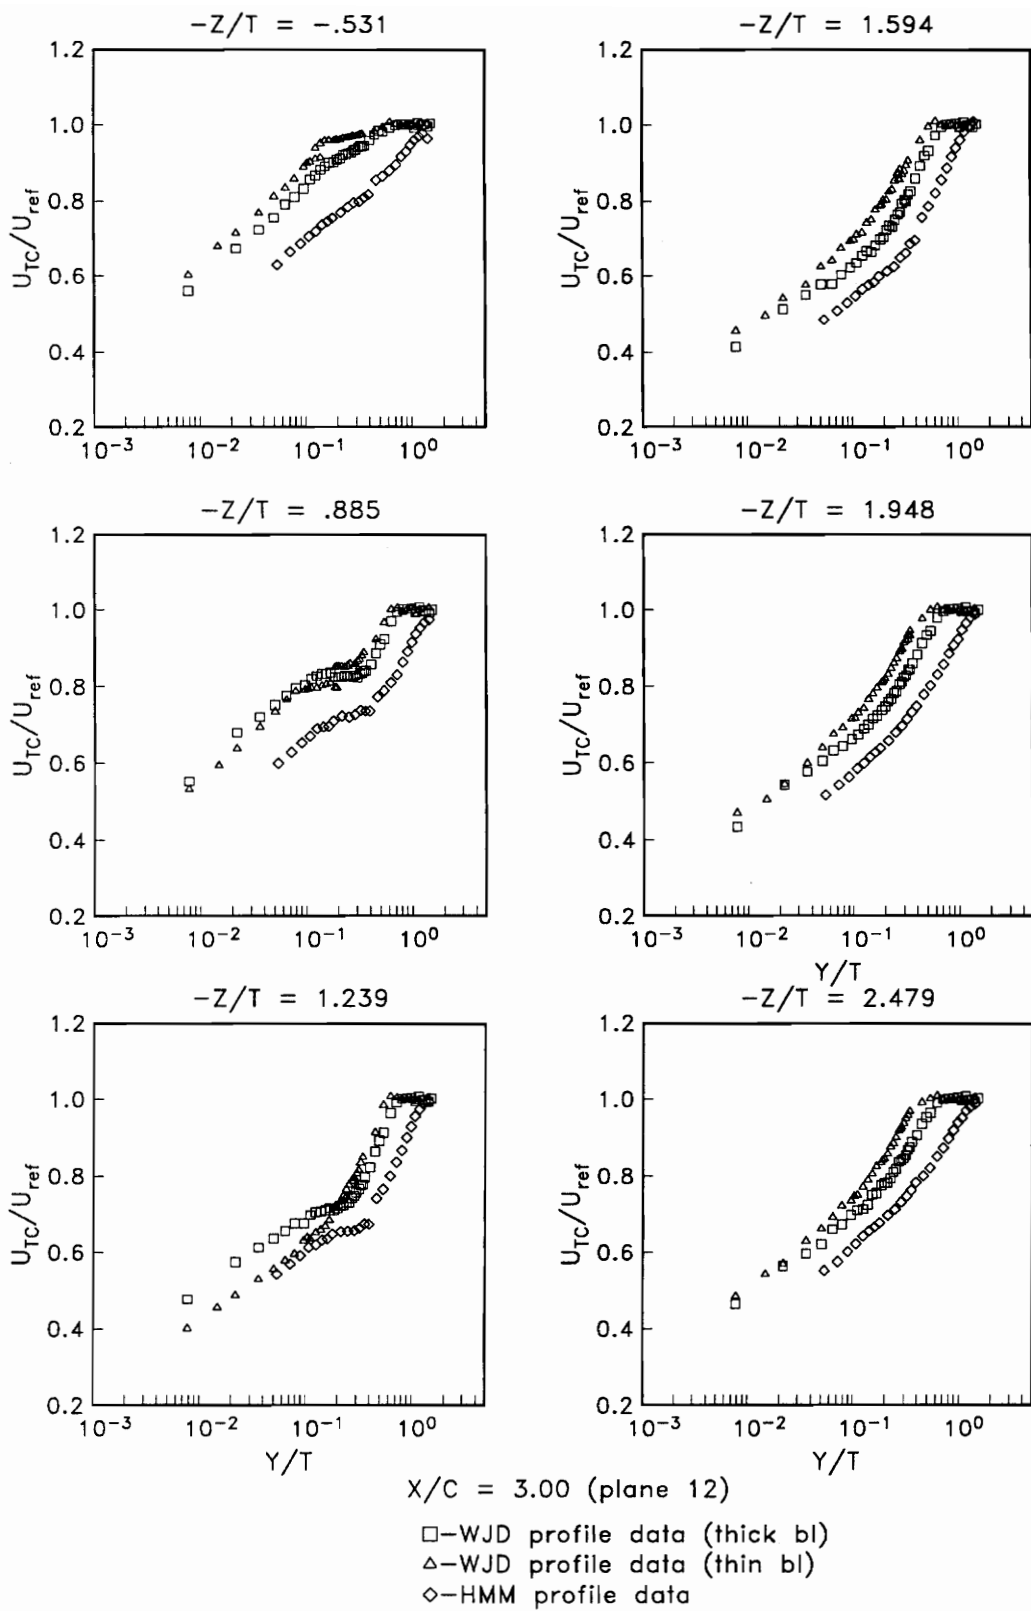 -Z/T = -.531
1.2
1.0
0.8
0.6
0.4
0.2
U_TC/U_ref
10^-3 10^-2 10^-1 10^0
-Z/T = 1.594
1.2
1.0
0.8
0.6
0.4
0.2
U_TC/U_ref
10^-3 10^-2 10^-1 10^0
-Z/T = .885
1.2
1.0
0.8
0.6
0.4
0.2
U_TC/U_ref
10^-3 10^-2 10^-1 10^0
-Z/T = 1.948
1.2
1.0
0.8
0.6
0.4
0.2
U_TC/U_ref
10^-3 10^-2 10^-1 10^0
Y/T
-Z/T = 1.239
1.2
1.0
0.8
0.6
0.4
0.2
U_TC/U_ref
10^-3 10^-2 10^-1 10^0
Y/T
-Z/T = 2.479
1.2
1.0
0.8
0.6
0.4
0.2
U_TC/U_ref
10^-3 10^-2 10^-1 10^0
Y/T
X/C = 3.00 (plane 12)
□-WJD profile data (thick bl)
△-WJD profile data (thin bl)
◇-HMM profile data